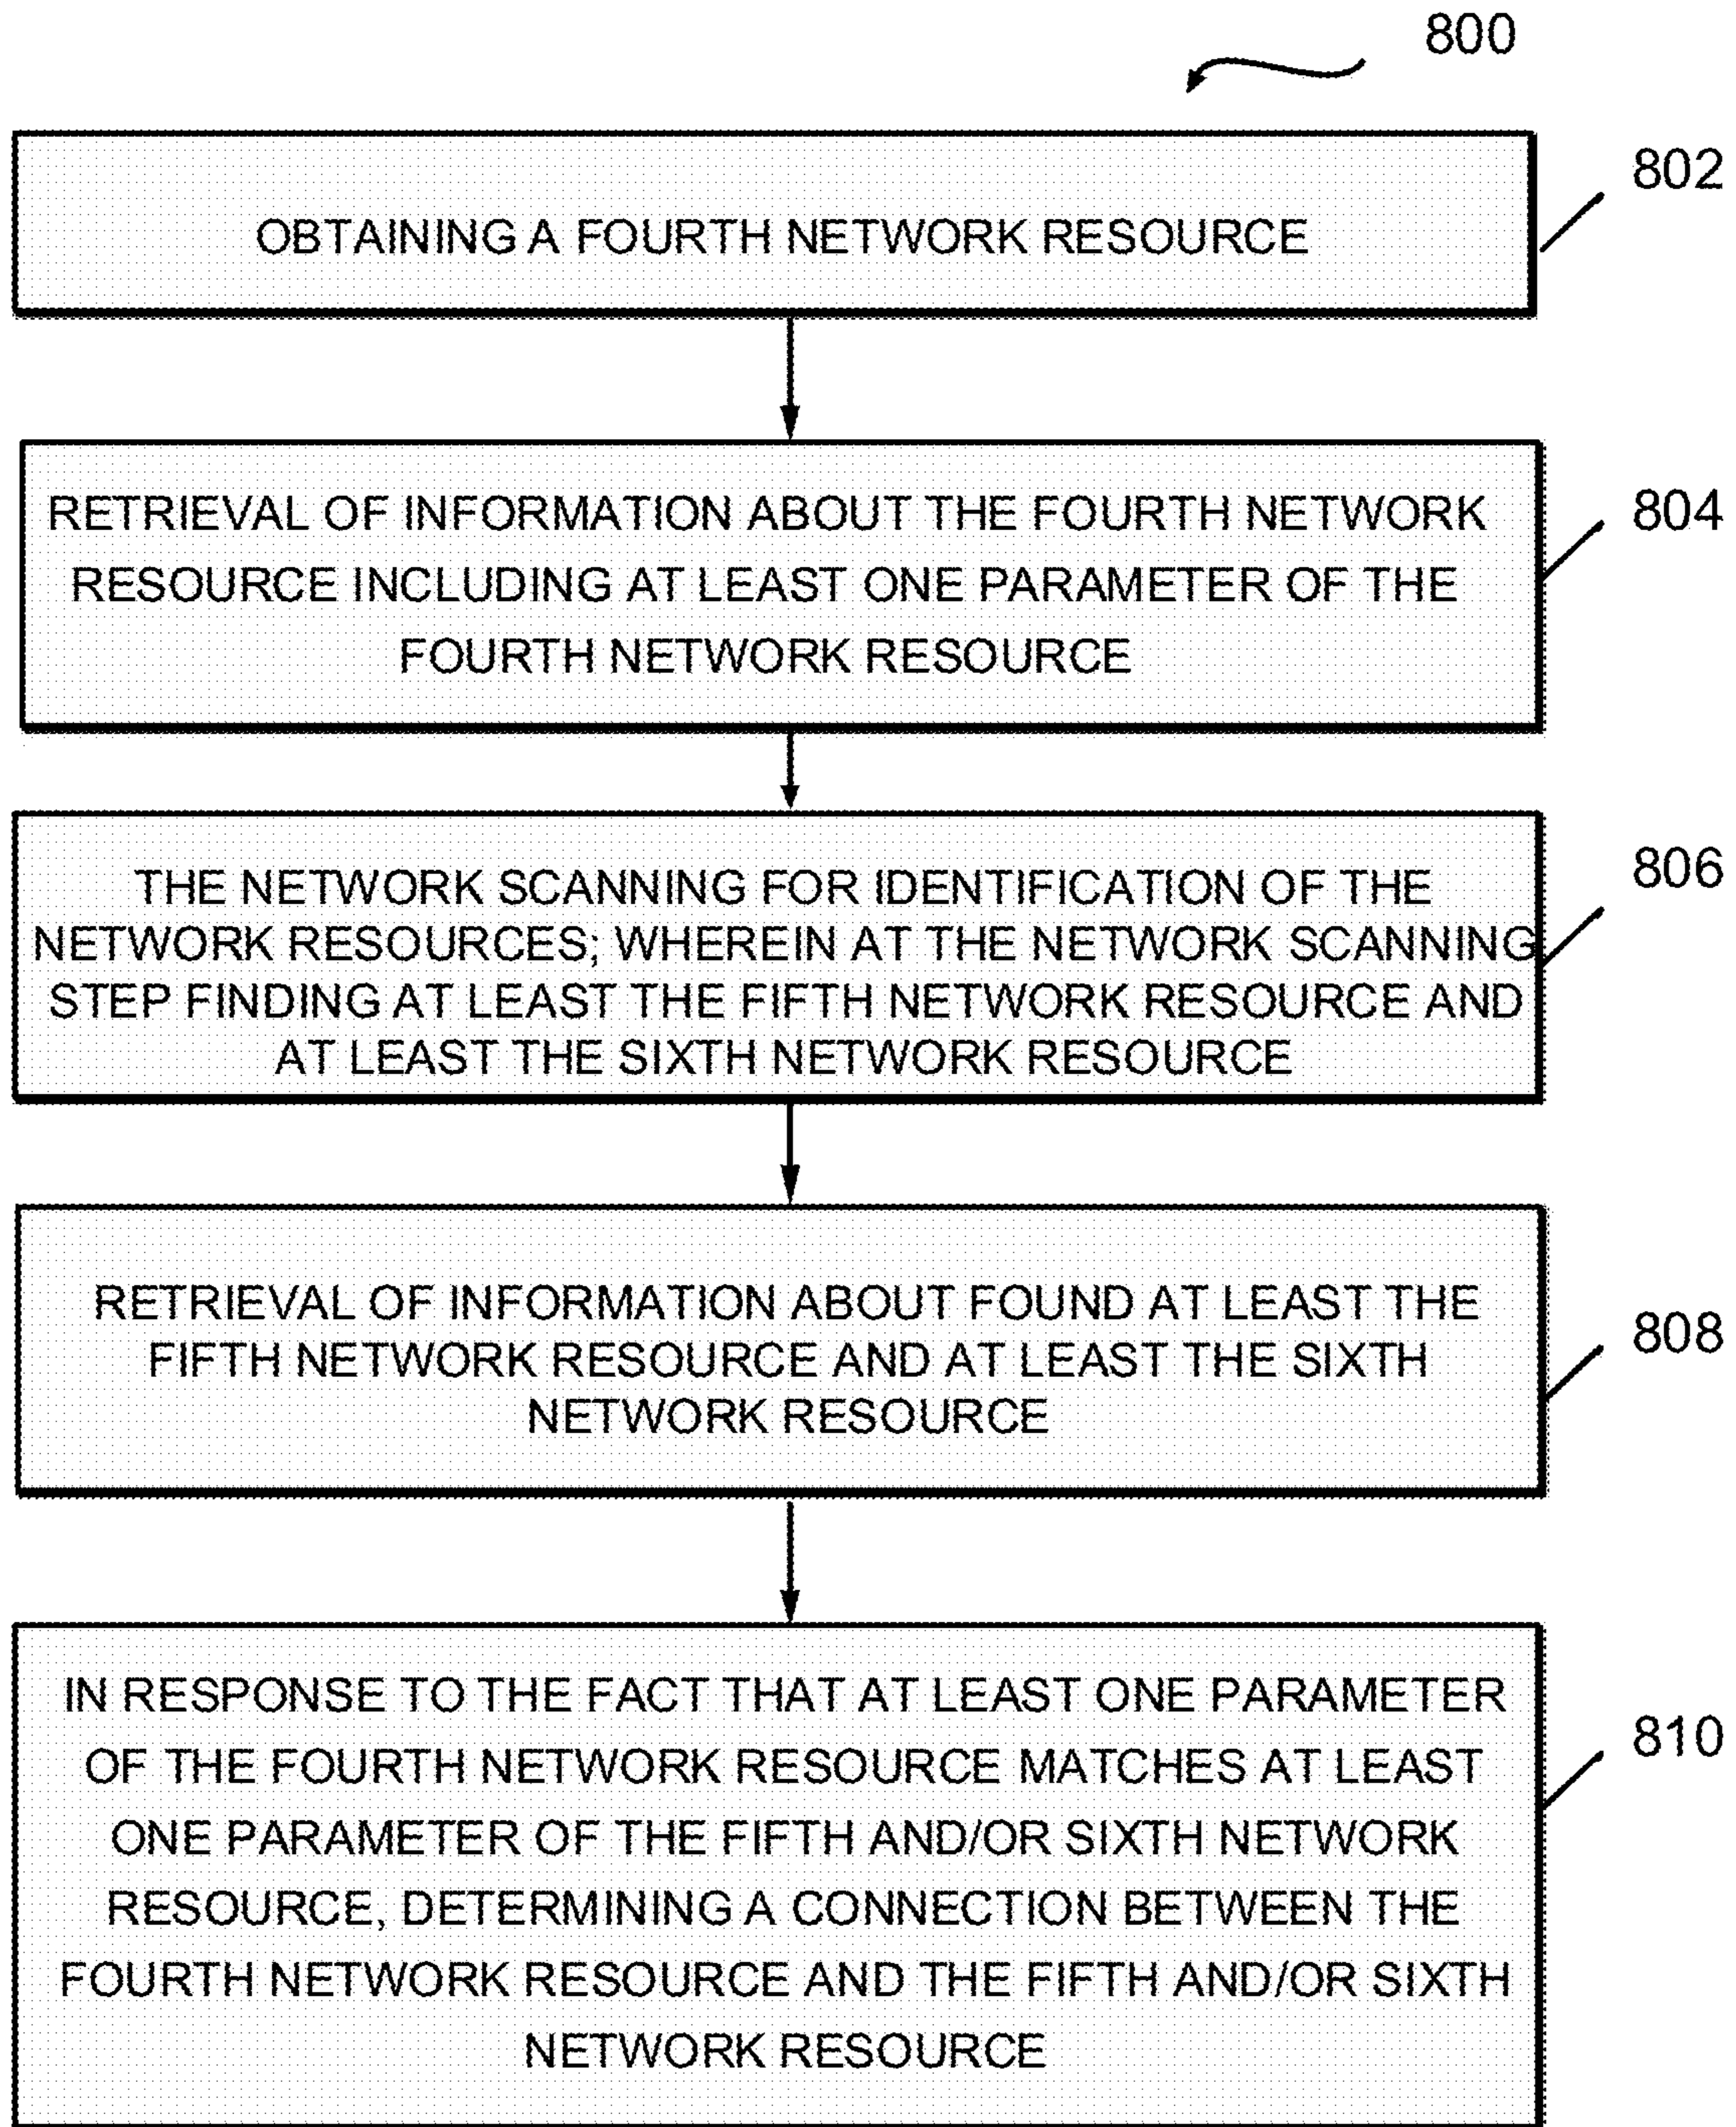 800
802
OBTAINING A FOURTH NETWORK RESOURCE
804
RETRIEVAL OF INFORMATION ABOUT THE FOURTH NETWORK
RESOURCE INCLUDING AT LEAST ONE PARAMETER OF THE
FOURTH NETWORK RESOURCE
806
THE NETWORK SCANNING FOR IDENTIFICATION OF THE
NETWORK RESOURCES; WHEREIN AT THE NETWORK SCANNING
STEP FINDING AT LEAST THE FIFTH NETWORK RESOURCE AND
AT LEAST THE SIXTH NETWORK RESOURCE
808
RETRIEVAL OF INFORMATION ABOUT FOUND AT LEAST THE
FIFTH NETWORK RESOURCE AND AT LEAST THE SIXTH
NETWORK RESOURCE
810
IN RESPONSE TO THE FACT THAT AT LEAST ONE PARAMETER
OF THE FOURTH NETWORK RESOURCE MATCHES AT LEAST
ONE PARAMETER OF THE FIFTH AND/OR SIXTH NETWORK
RESOURCE, DETERMINING A CONNECTION BETWEEN THE
FOURTH NETWORK RESOURCE AND THE FIFTH AND/OR SIXTH
NETWORK RESOURCE